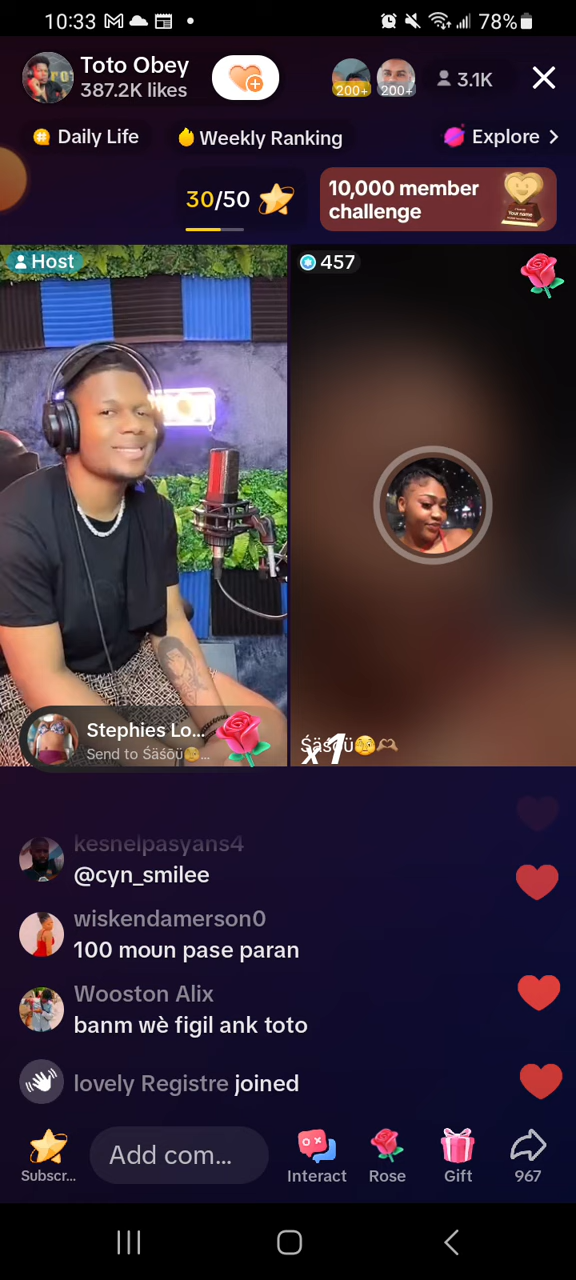 10:33
78%
Toto Obey
387.2K likes
200+
200+
3.1K
Daily Life
Weekly Ranking
Explore
30/50
10,000 member
challenge
Host
457
Stephies Lo...
Send to Śäśōü...
x1
kesnelpasyans4
@cyn_smilee
wiskendamerson0
100 moun pase paran
Wooston Alix
banm wè figil ank toto
lovely Registre joined
Subscr...
Add com...
Interact
Rose
Gift
967